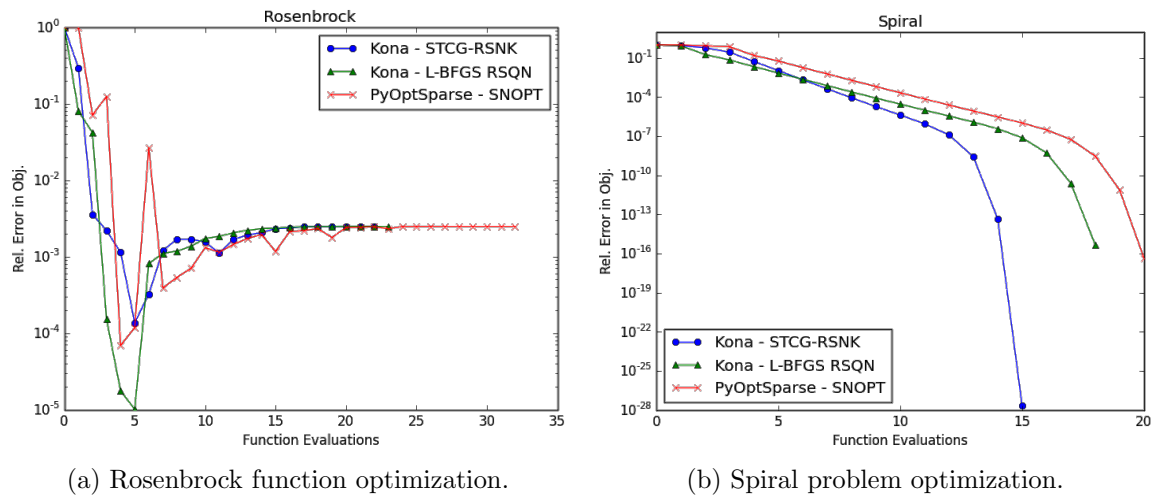 Rosenbrock
10^0
10^-1
10^-2
10^-3
10^-4
10^-5
Rel. Error in Obj.
Kona - STCG-RSNK
Kona - L-BFGS RSQN
PyOptSparse - SNOPT
0 5 10 15 20 25 30 35
Function Evaluations
(a) Rosenbrock function optimization.
Spiral
10^-1
10^-4
10^-7
10^-10
10^-13
10^-16
10^-19
10^-22
10^-25
10^-28
Rel. Error in Obj.
Kona - STCG-RSNK
Kona - L-BFGS RSQN
PyOptSparse - SNOPT
0 5 10 15 20
Function Evaluations
(b) Spiral problem optimization.